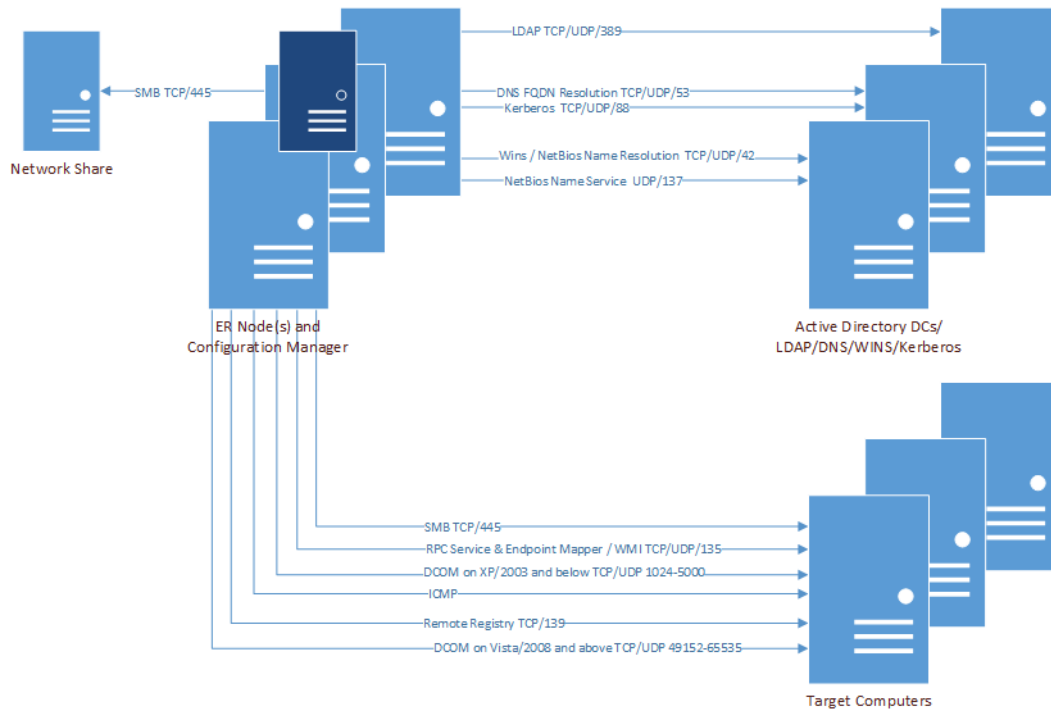 LDAP TCP/UDP/389
SMB TCP/445
DNS FQDN Resolution TCP/UDP/53
Kerberos TCP/UDP/88
Network Share
Wins / NetBios Name Resolution TCP/UDP/42
NetBios Name Service UDP/137
ER Node(s) and
Configuration Manager
Active Directory DCs/
LDAP/DNS/WINS/Kerberos
SMB TCP/445
RPC Service & Endpoint Mapper / WMI TCP/UDP/135
DCOM on XP/2003 and below TCP/UDP 1024-5000
ICMP
Remote Registry TCP/139
DCOM on Vista/2008 and above TCP/UDP 49152-65535
Target Computers